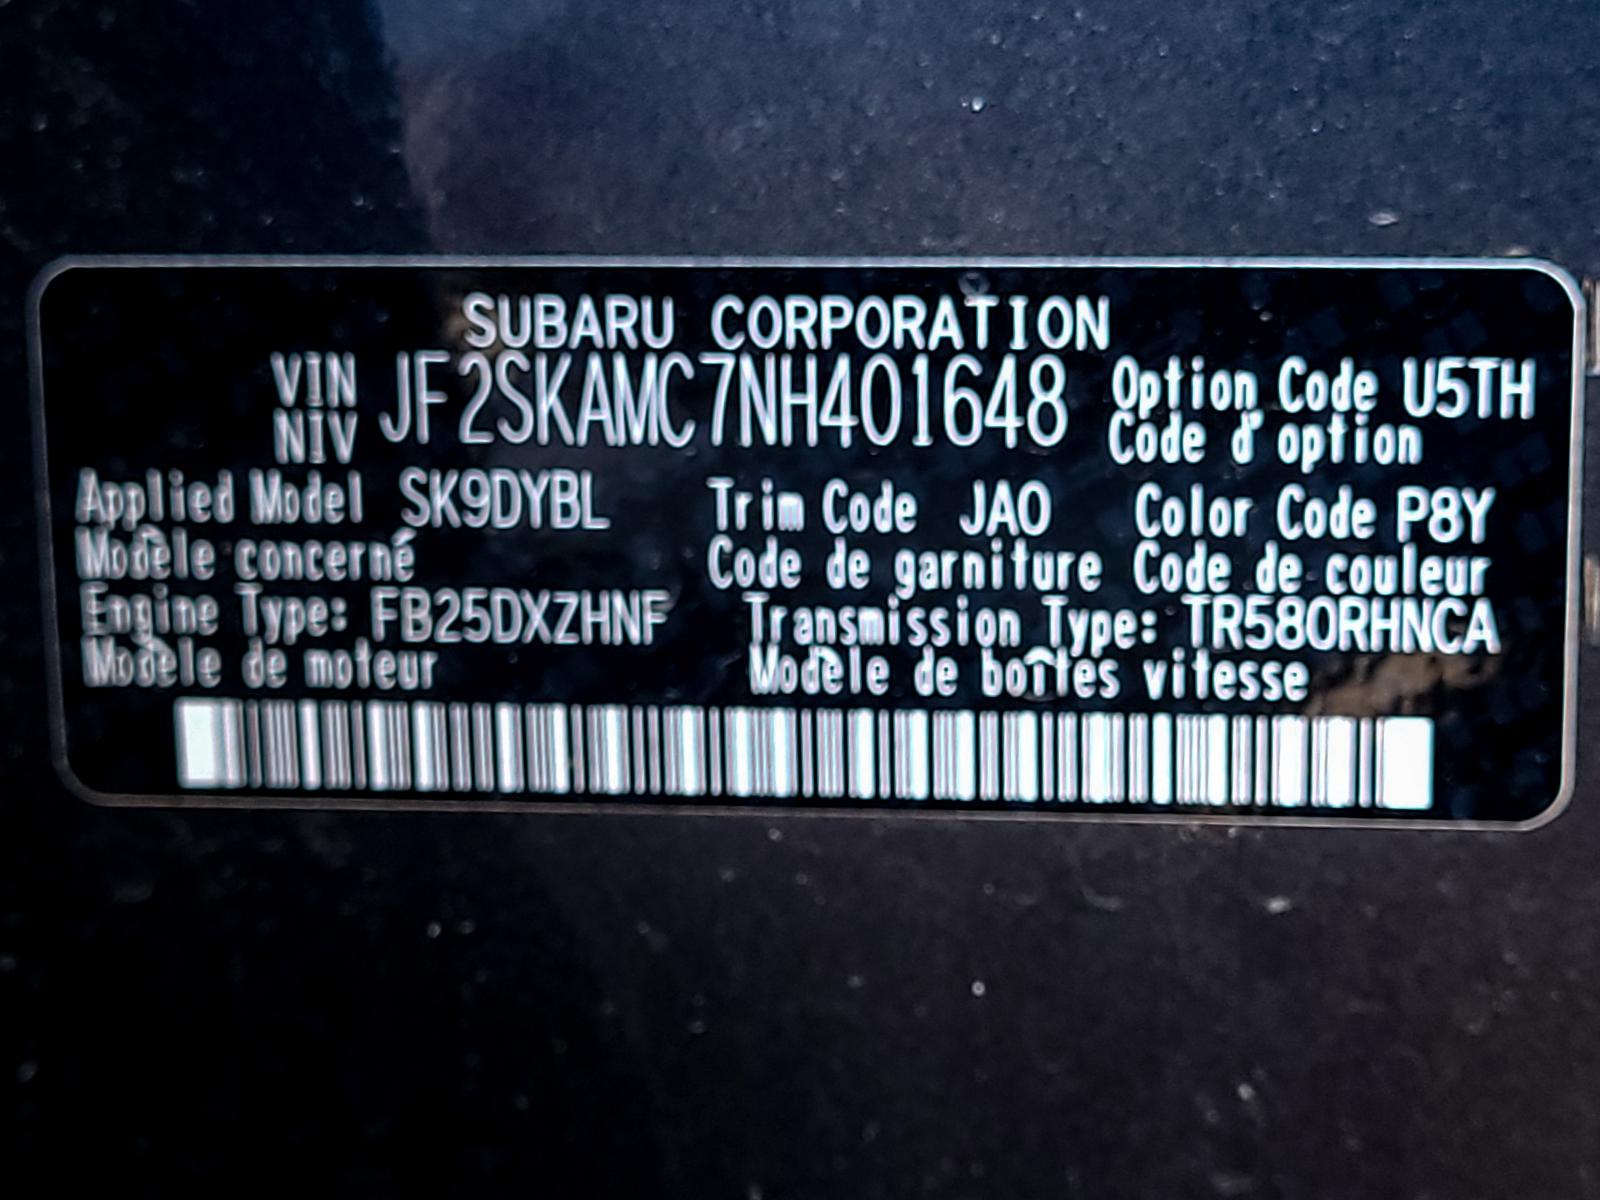 SUBARU CORPORATION
VIN JF2SKAMC7NH401648 Option Code U5TH
NIV Code d'option
Applied Model SK9DYBL Trim Code JA0 Color Code P8Y
Modèle concerné Code de garniture Code de couleur
Engine Type: FB25DXZHNF Transmission Type: TR580RHNCA
Modèle de moteur Modèle de boîtes vitesse